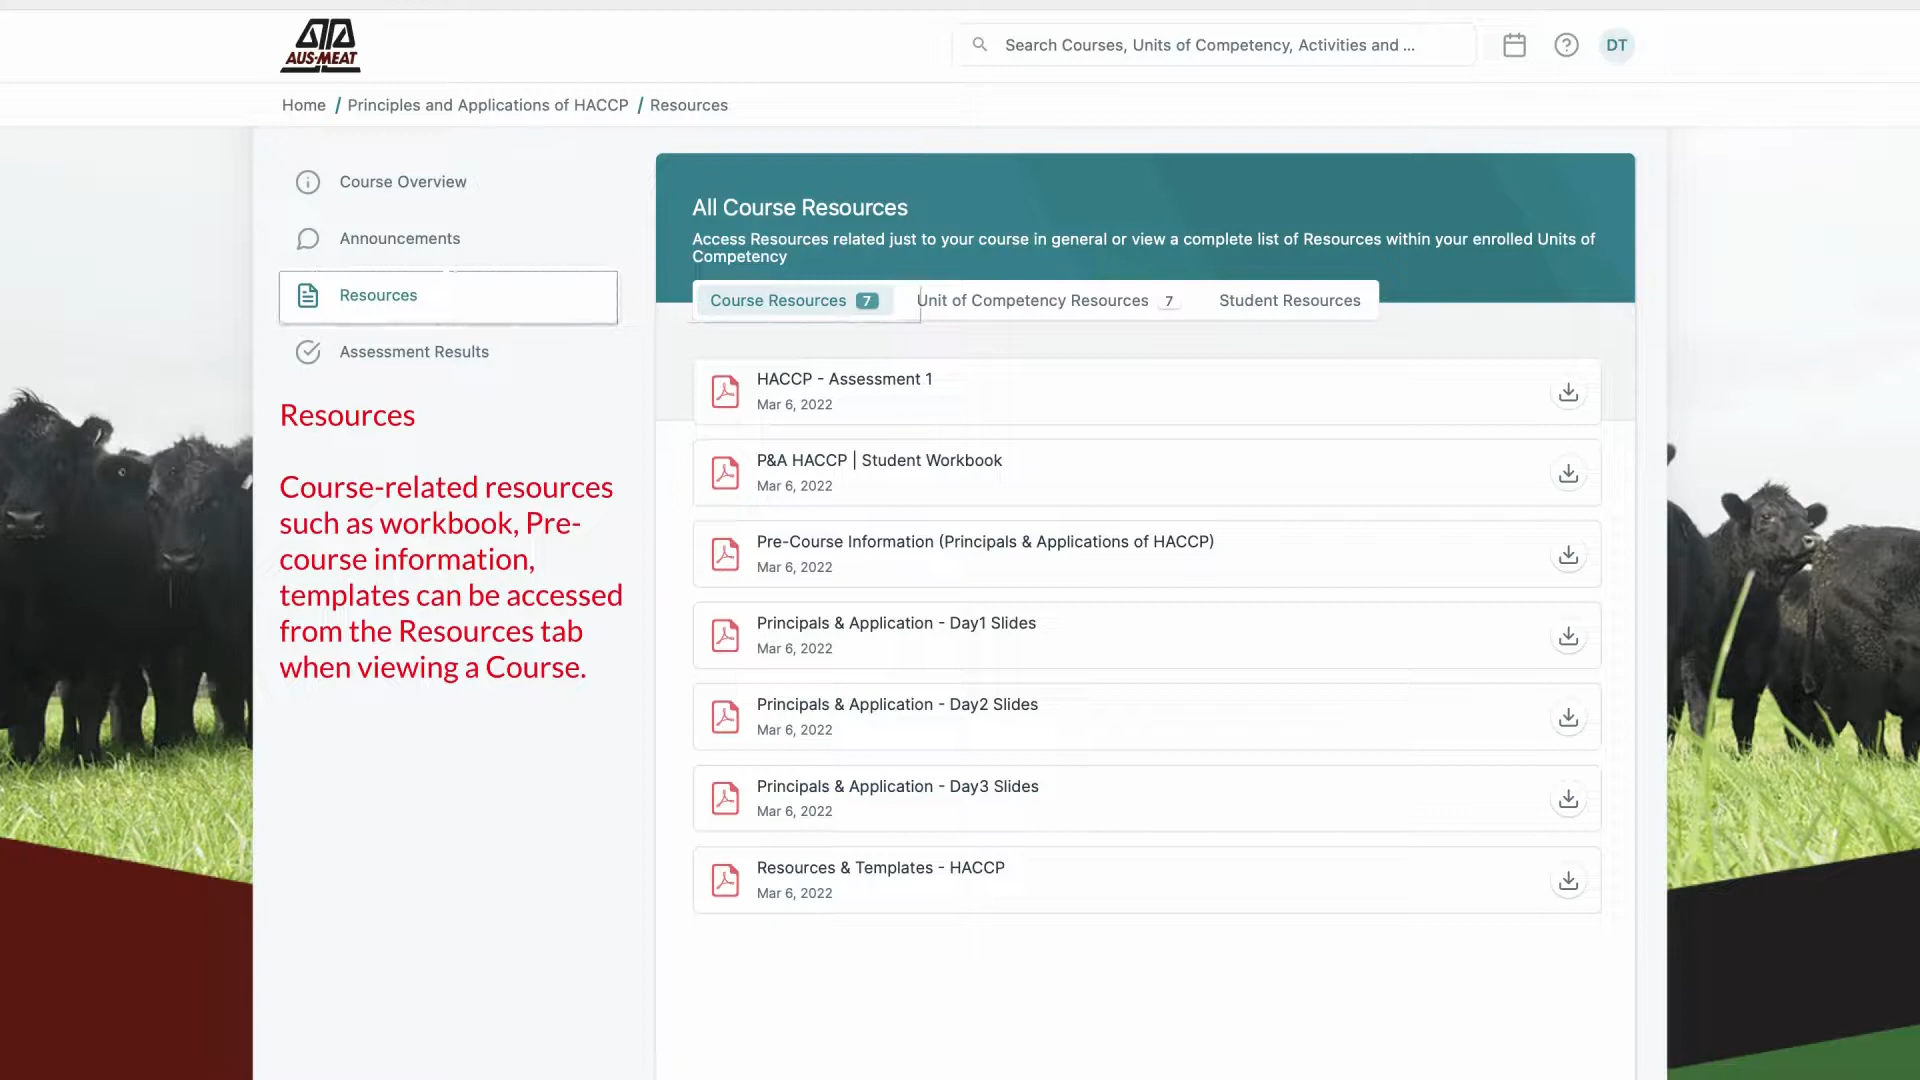 AUS-MEAT
Search Courses, Units of Competency, Activities and ...
DT
Home / Principles and Applications of HACCP / Resources
Course Overview
Announcements
Resources
Assessment Results
Resources
Course-related resources
such as workbook, Pre-
course information,
templates can be accessed
from the Resources tab
when viewing a Course.
All Course Resources
Access Resources related just to your course in general or view a complete list of Resources within your enrolled Units of
Competency
Course Resources 7 Unit of Competency Resources 7 Student Resources
HACCP - Assessment 1
Mar 6, 2022
P&A HACCP | Student Workbook
Mar 6, 2022
Pre-Course Information (Principals & Applications of HACCP)
Mar 6, 2022
Principals & Application - Day1 Slides
Mar 6, 2022
Principals & Application - Day2 Slides
Mar 6, 2022
Principals & Application - Day3 Slides
Mar 6, 2022
Resources & Templates - HACCP
Mar 6, 2022